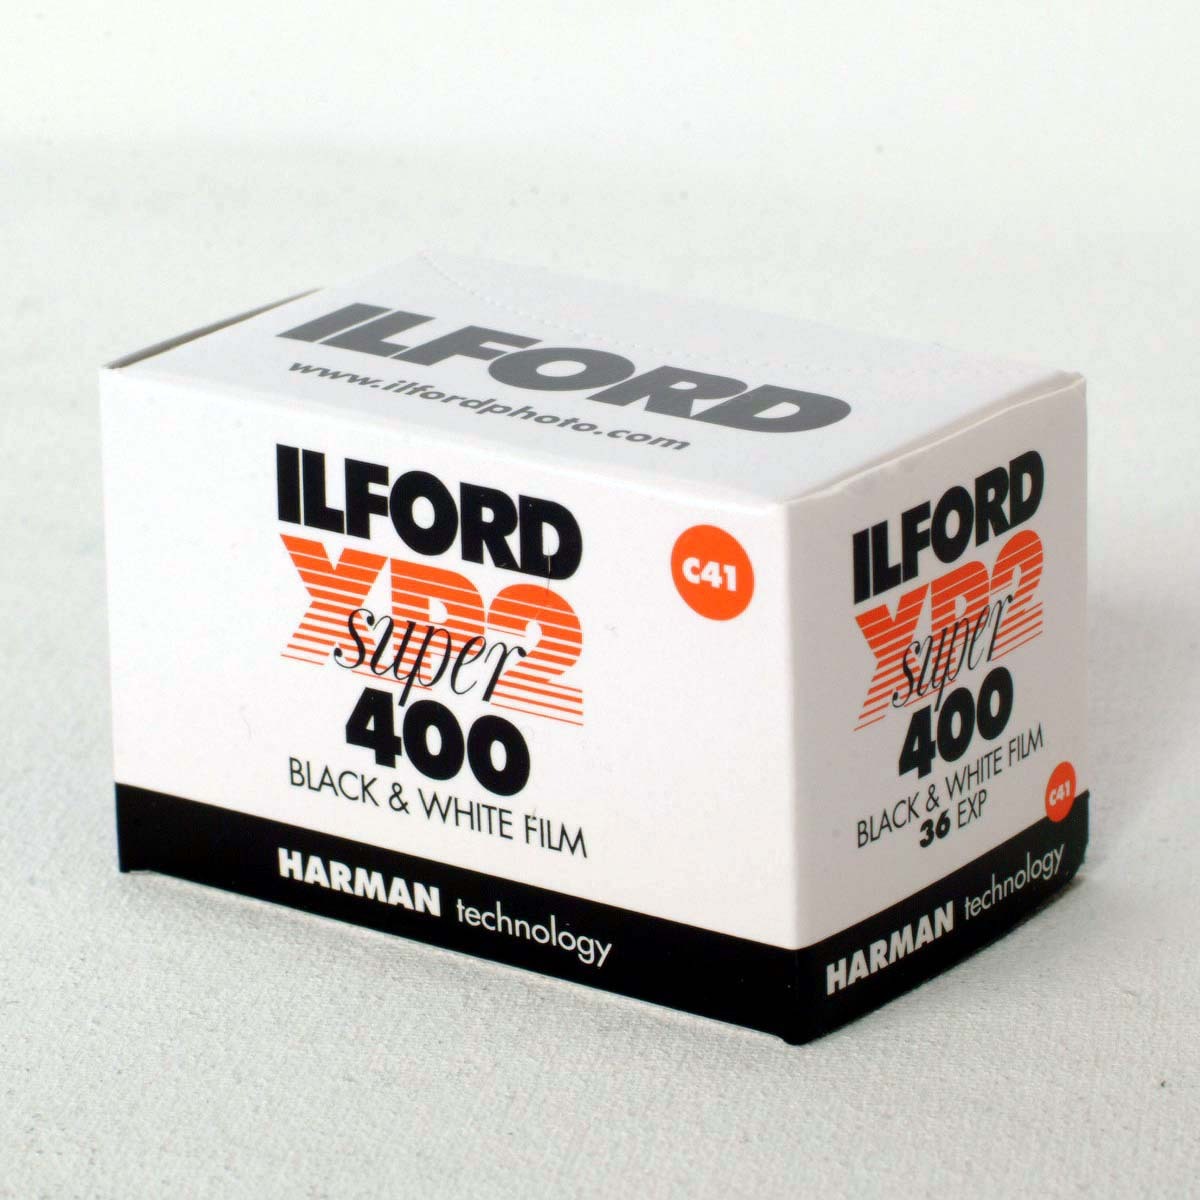 ILFORD
www.ilfordphoto.com
ILFORD
XP2
super
400
BLACK & WHITE FILM
C41
HARMAN technology
ILFORD
XP2
super
400
BLACK & WHITE FILM
36 EXP
C41
HARMAN technology